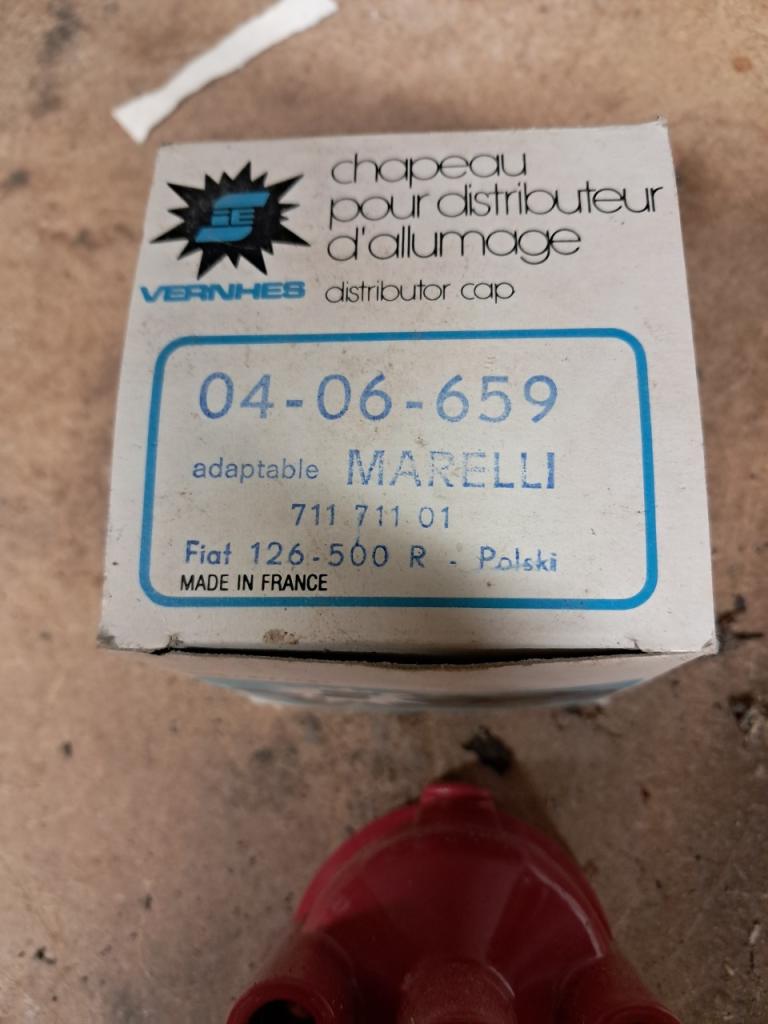 chapeau
pour distributeur
d'allumage
SEE
VERNHES
distributor cap
04-06-659
adaptable MARELLI
711 711 01
Fiat 126-500 R - Polski
MADE IN FRANCE